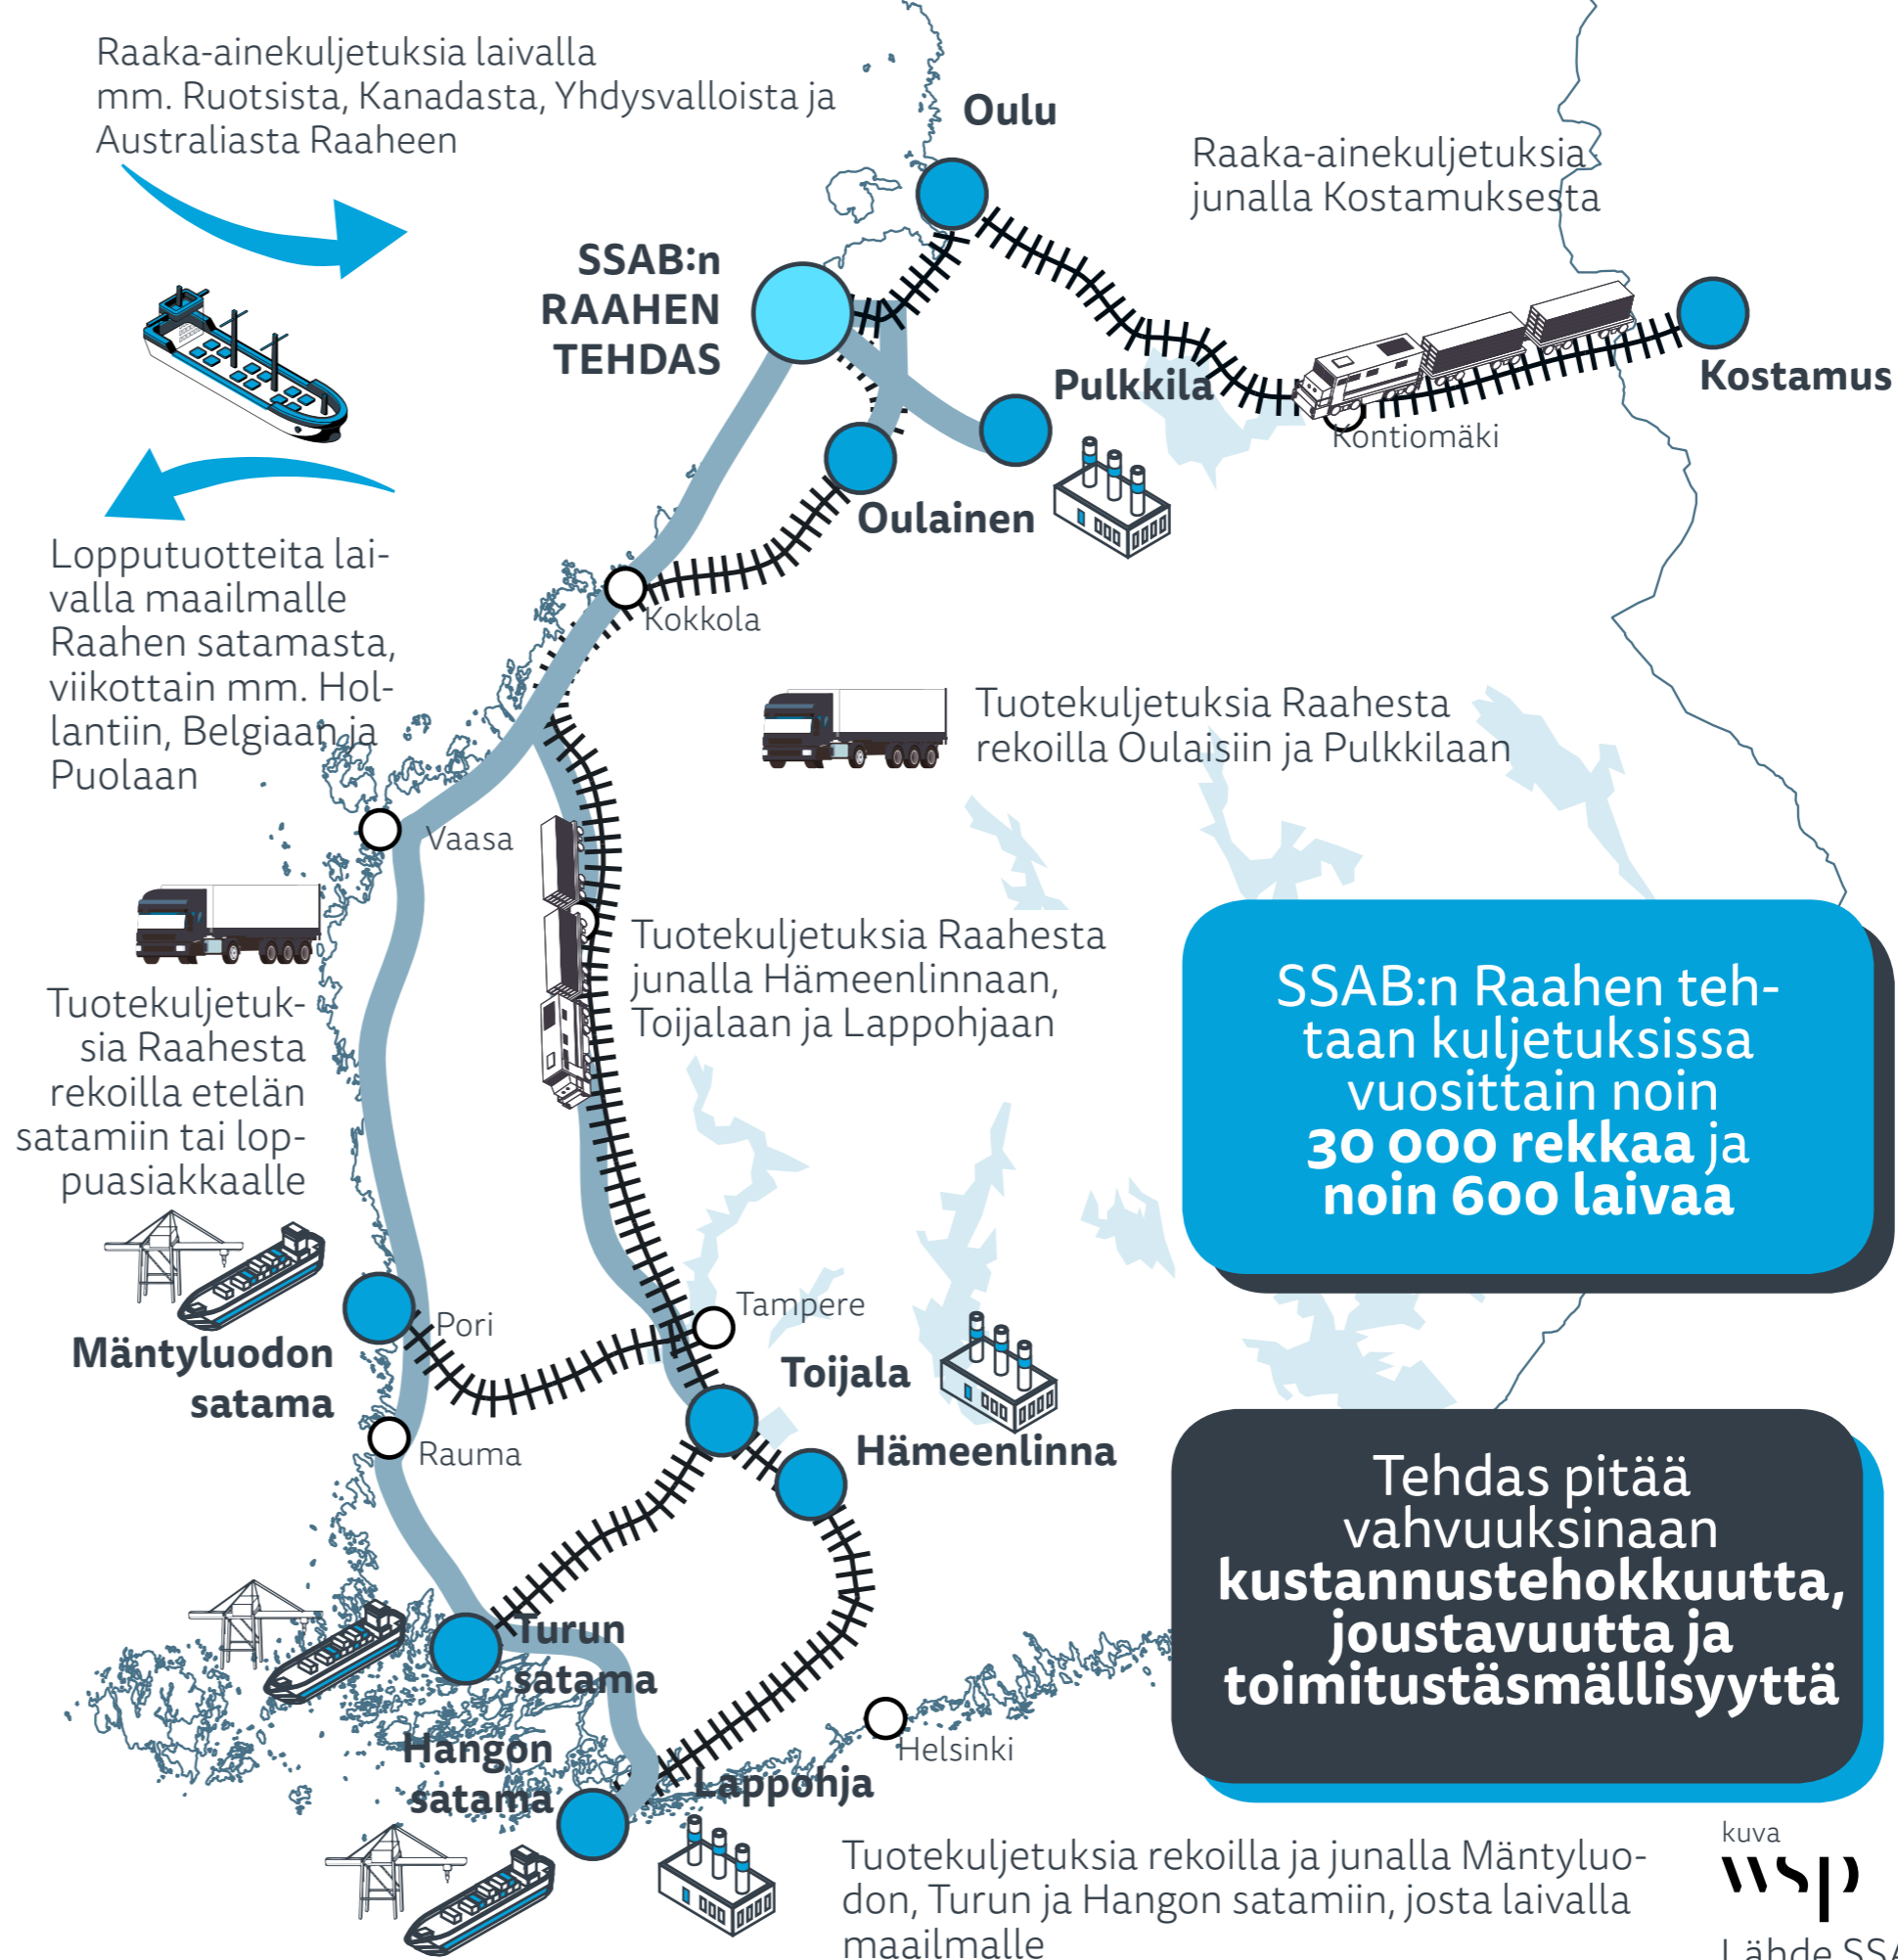 Raaka-ainekuljetuksia laivalla
mm. Ruotsista, Kanadasta, Yhdysvalloista ja
Australiasta Raaheen
Oulu
Raaka-ainekuljetuksia
junalla Kostamuksesta
SSAB:n
RAAHEN
TEHDAS
Kostamus
Pulkkila
Kontiomäki
Oulainen
Lopputuotteita lai-
valla maailmalle
Raahen satamasta,
viikottain mm. Hol-
lantiin, Belgiaan ja
Puolaan
Kokkola
Tuotekuljetuksia Raahesta
rekoilla Oulaisiin ja Pulkkilaan
Vaasa
Tuotekuljetuksia Raahesta
junalla Hämeenlinnaan,
Toijalaan ja Lappohjaan
Tuotekuljetuk-
sia Raahesta
rekoilla etelän
satamiin tai lop-
puasiakkaalle
SSAB:n Raahen teh-
taan kuljetuksissa
vuosittain noin
30 000 rekkaa ja
noin 600 laivaa
Tampere
Pori
Mäntyluodon
satama
Toijala
Hämeenlinna
Rauma
Tehdas pitää
vahvuuksinaan
kustannustehokkuutta,
joustavuutta ja
toimitustäsmällisyyttä
Turun
satama
Helsinki
Hangon
satama
Lappohja
Tuotekuljetuksia rekoilla ja junalla Mäntyluo-
don, Turun ja Hangon satamiin, josta laivalla
maailmalle
kuva
wsp
Lähde SSA